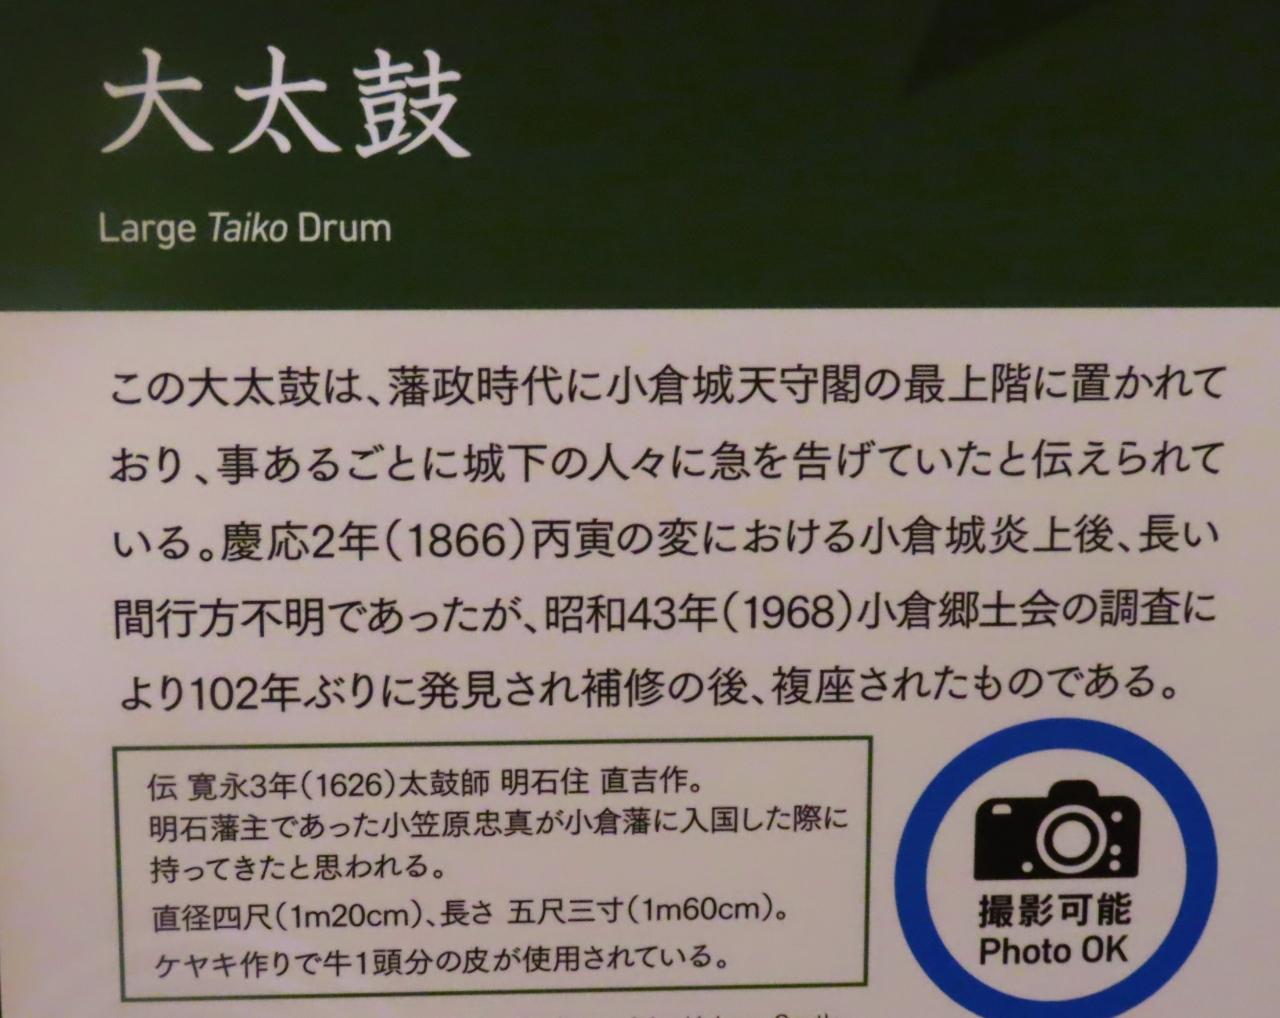 大太鼓
Large Taiko Drum
この大太鼓は、藩政時代に小倉城天守閣の最上階に置かれて
おり、事あるごとに城下の人々に急を告げていたと伝えられて
いる。慶応2年(1866)丙寅の変における小倉城炎上後、長い
間行方不明であったが、昭和43年(1968)小倉郷土会の調査に
より102年ぶりに発見され補修の後、複座されたものである。
伝 寛永3年(1626)太鼓師 明石住 直吉作。
明石藩主であった小笠原忠真が小倉藩に入国した際に
持ってきたと思われる。
直径四尺(1m20cm)、長さ 五尺三寸(1m60cm)。
ケヤキ作りで牛1頭分の皮が使用されている。
撮影可能
Photo OK